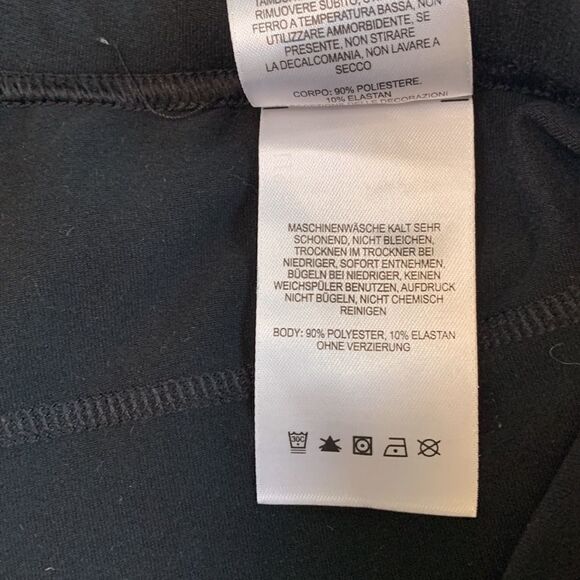 RIMUOVERE SUBITO,
FERRO A TEMPERATURA BASSA, NON
UTILIZZARE AMMORBIDENTE, SE
PRESENTE, NON STIRARE
LA DECALCOMANIA, NON LAVARE A
SECCO
CORPO: 90% POLIESTERE.
10% ELASTAN
DECORAZIONI
MASCHINENWÄSCHE KALT SEHR
SCHONEND, NICHT BLEICHEN,
TROCKNEN IM TROCKNER BEI
NIEDRIGER, SOFORT ENTNEHMEN,
BÜGELN BEI NIEDRIGER, KEINEN
WEICHSPÜLER BENUTZEN, AUFDRUCK
NICHT BÜGELN, NICHT CHEMISCH
REINIGEN
BODY: 90% POLYESTER, 10% ELASTAN
OHNE VERZIERUNG
30C